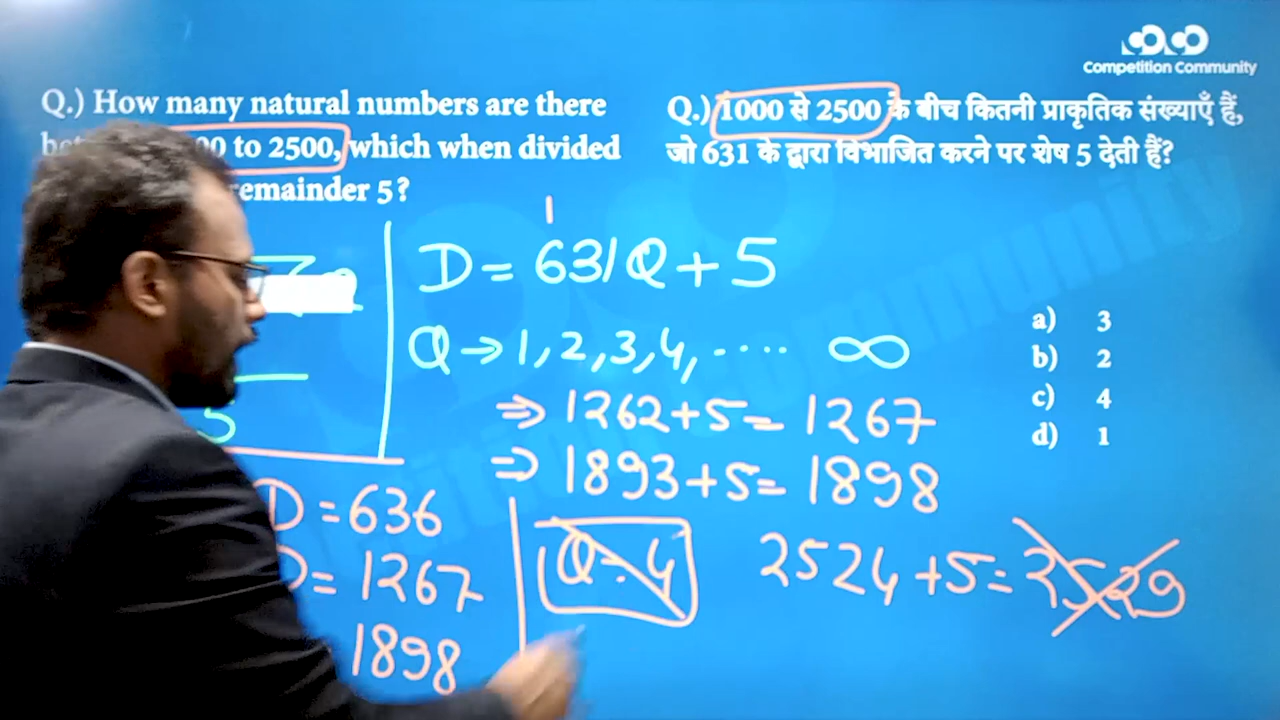 Competition Community
Q.) How many natural numbers are there
to 2500, which when divided
remainder 5?
Q.) 1000 से 2500 के बीच कितनी प्राकृतिक संख्याएँ हैं,
जो 631 के द्वारा विभाजित करने पर शेष 5 देती हैं?
1
D = 631Q + 5
Q → 1, 2, 3, 4, .... ∞
⇒ 1262 + 5 = 1267
⇒ 1893 + 5 = 1898
a) 3
b) 2
c) 4
d) 1
5
D = 636
D = 1267
1898
Q = 4
2524 + 5 = 2529